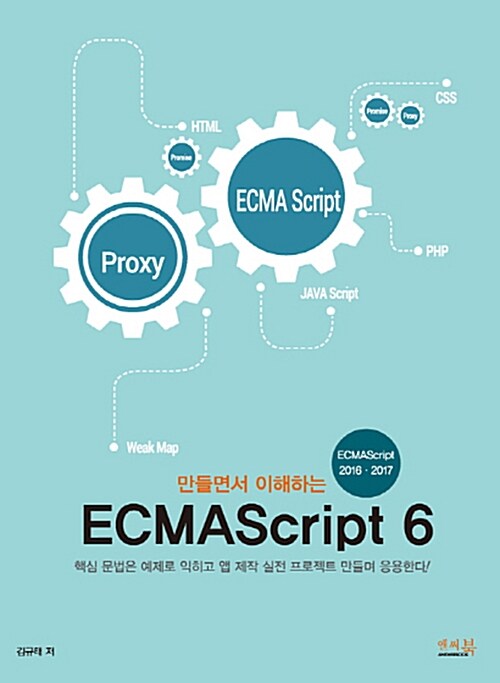 HTML
CSS
Promise
Proxy
Promise
ECMA Script
Proxy
PHP
JAVA Script
Weak Map
ECMAScript
2016 · 2017
만들면서 이해하는
ECMAScript 6
핵심 문법은 예제로 익히고 앱 제작 실전 프로젝트 만들며 응용한다!
김규태 저
엔씨북